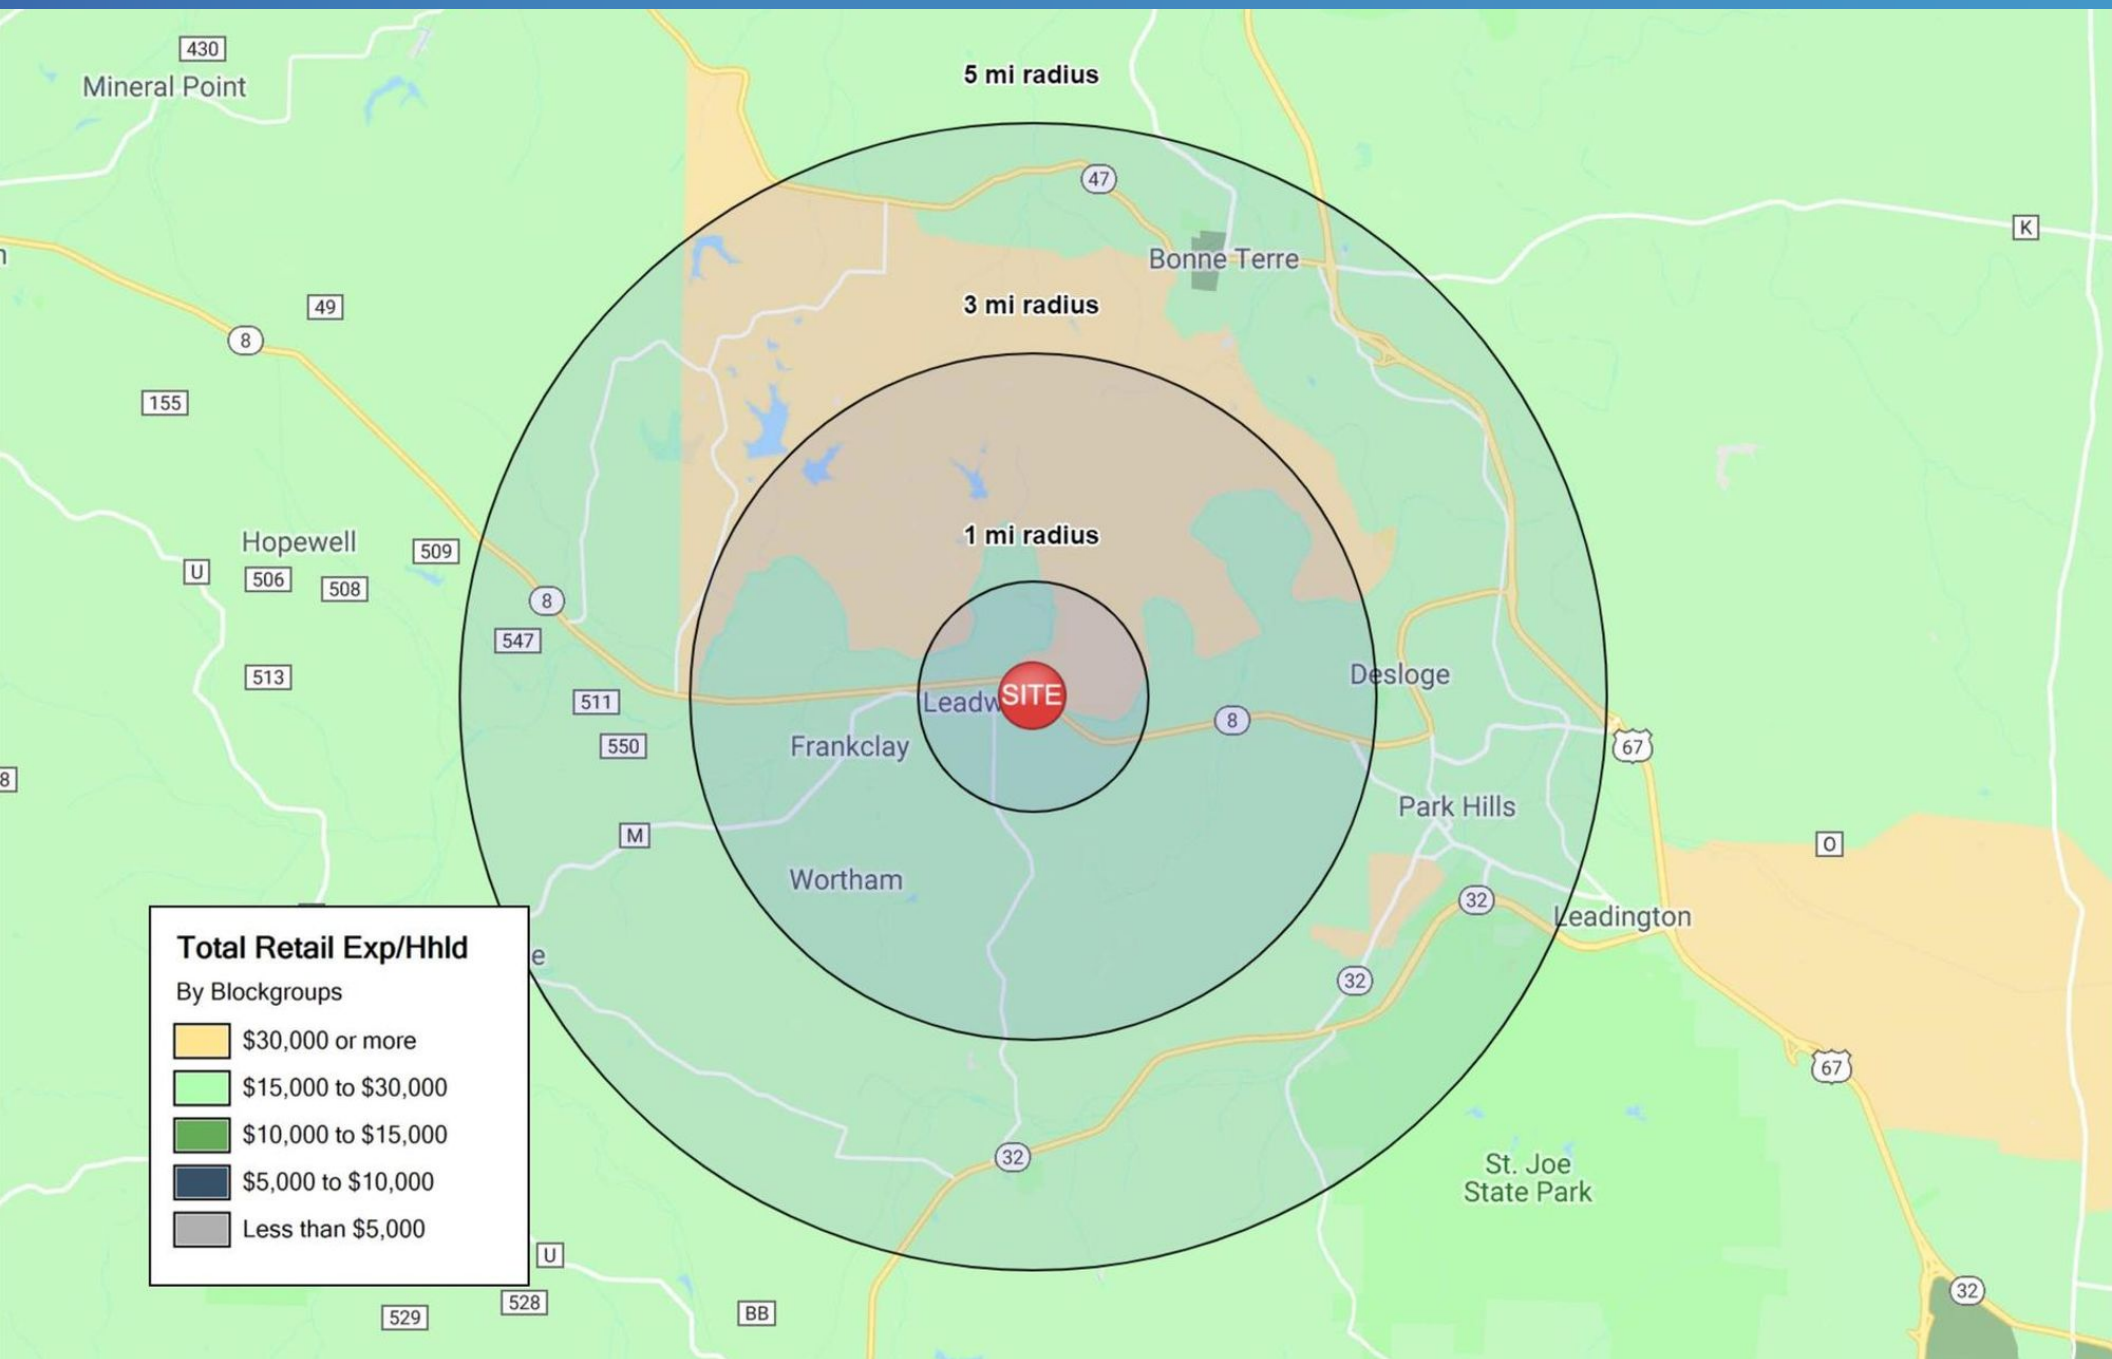 430
Mineral Point
5 mi radius
47
K
Bonne Terre
49
3 mi radius
8
155
1 mi radius
Hopewell
509
U
506
508
8
547
513
Desloge
511
SITE
8
550
Frankclay
67
8
Park Hills
M
O
Wortham
32
Leadington
32
e
Total Retail Exp/Hhld
By Blockgroups
$30,000 or more
$15,000 to $30,000
$10,000 to $15,000
$5,000 to $10,000
Less than $5,000
67
32
St. Joe
State Park
U
528
529
BB
32